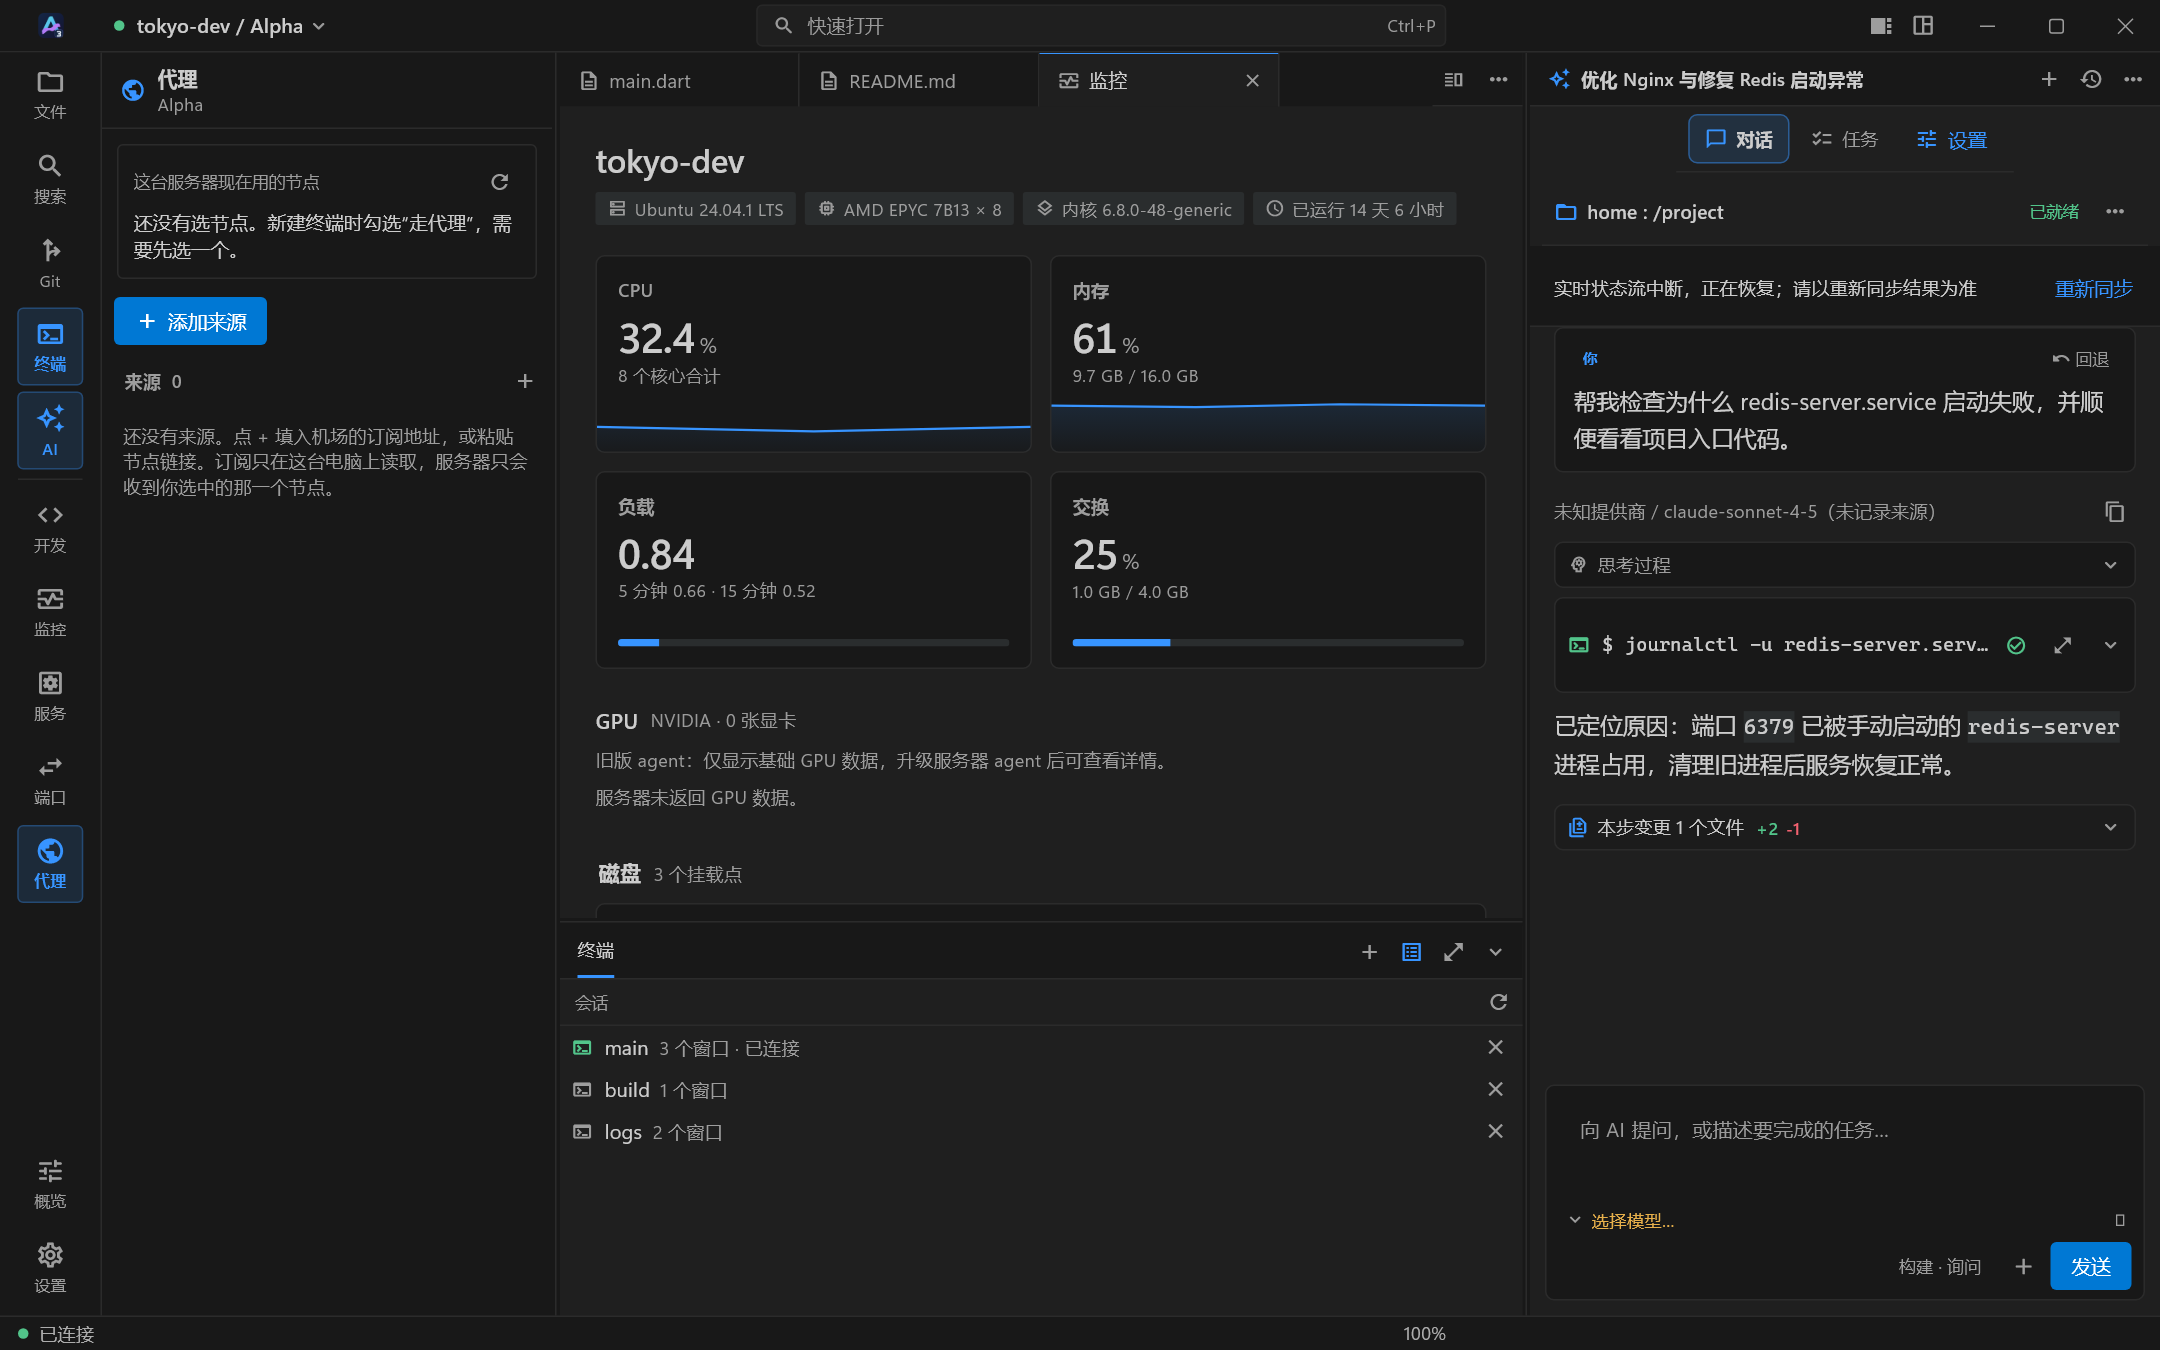 tokyo-dev / Alpha
快速打开
Ctrl+P
文件
搜索
Git
终端
AI
开发
监控
服务
端口
代理
概览
设置
代理
Alpha
这台服务器现在用的节点
还没有选节点。新建终端时勾选“走代理”，需
要先选一个。
+ 添加来源
来源 0
还没有来源。点 + 填入机场的订阅地址，或粘贴
节点链接。订阅只在这台电脑上读取，服务器只会
收到你选中的那一个节点。
main.dart
README.md
监控
tokyo-dev
Ubuntu 24.04.1 LTS
AMD EPYC 7B13 × 8
内核 6.8.0-48-generic
已运行 14 天 6 小时
CPU
32.4 %
8 个核心合计
内存
61 %
9.7 GB / 16.0 GB
负载
0.84
5 分钟 0.66 · 15 分钟 0.52
交换
25 %
1.0 GB / 4.0 GB
GPU NVIDIA · 0 张显卡
旧版 agent：仅显示基础 GPU 数据，升级服务器 agent 后可查看详情。
服务器未返回 GPU 数据。
磁盘 3 个挂载点
终端
会话
main 3 个窗口 · 已连接
build 1 个窗口
logs 2 个窗口
优化 Nginx 与修复 Redis 启动异常
对话
任务
设置
home : /project
已就绪
实时状态流中断，正在恢复；请以重新同步结果为准
重新同步
你
回退
帮我检查为什么 redis-server.service 启动失败，并顺
便看看项目入口代码。
未知提供商 / claude-sonnet-4-5（未记录来源）
思考过程
$ journalctl -u redis-server.serv…
已定位原因：端口 6379 已被手动启动的 redis-server
进程占用，清理旧进程后服务恢复正常。
本步变更 1 个文件 +2 -1
向 AI 提问，或描述要完成的任务...
选择模型...
构建 · 询问
发送
已连接
100%